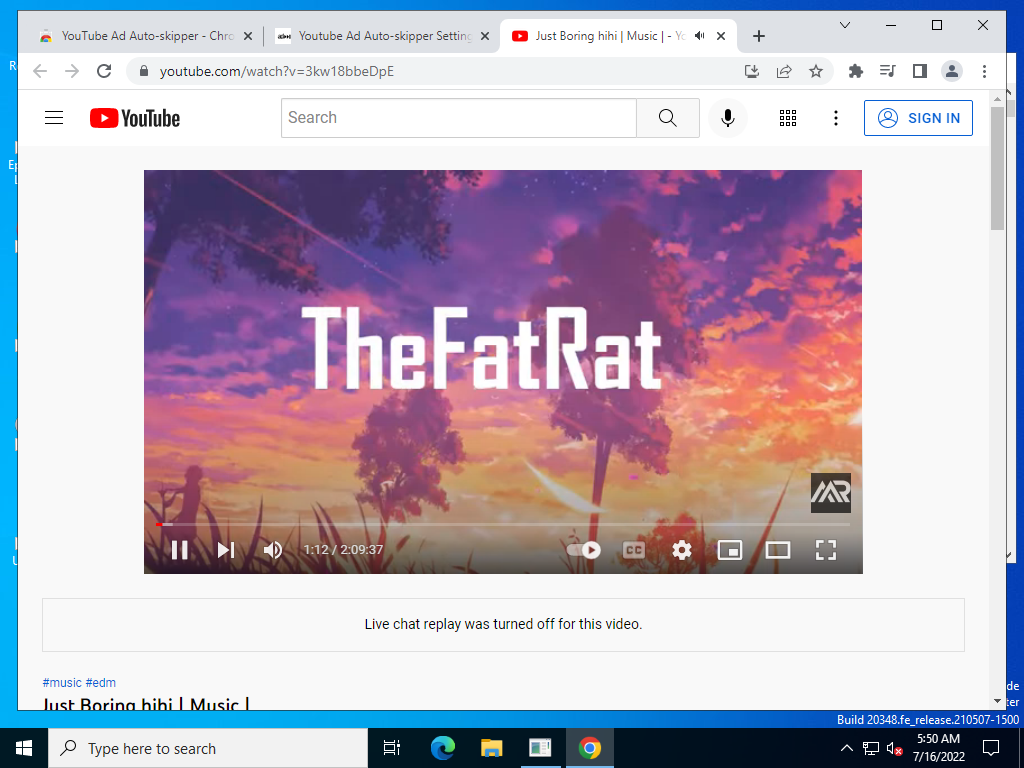 YouTube Ad Auto-skipper - Chro
Youtube Ad Auto-skipper Setting
Just Boring hihi | Music | - Yo
youtube.com/watch?v=3kw18bbeDpE
YouTube
Search
SIGN IN
TheFatRat
MR
1:12 / 2:09:37
CC
Live chat replay was turned off for this video.
#music #edm
Just Boring hihi | Music |
Build 20348.fe_release.210507-1500
Type here to search
5:50 AM
7/16/2022